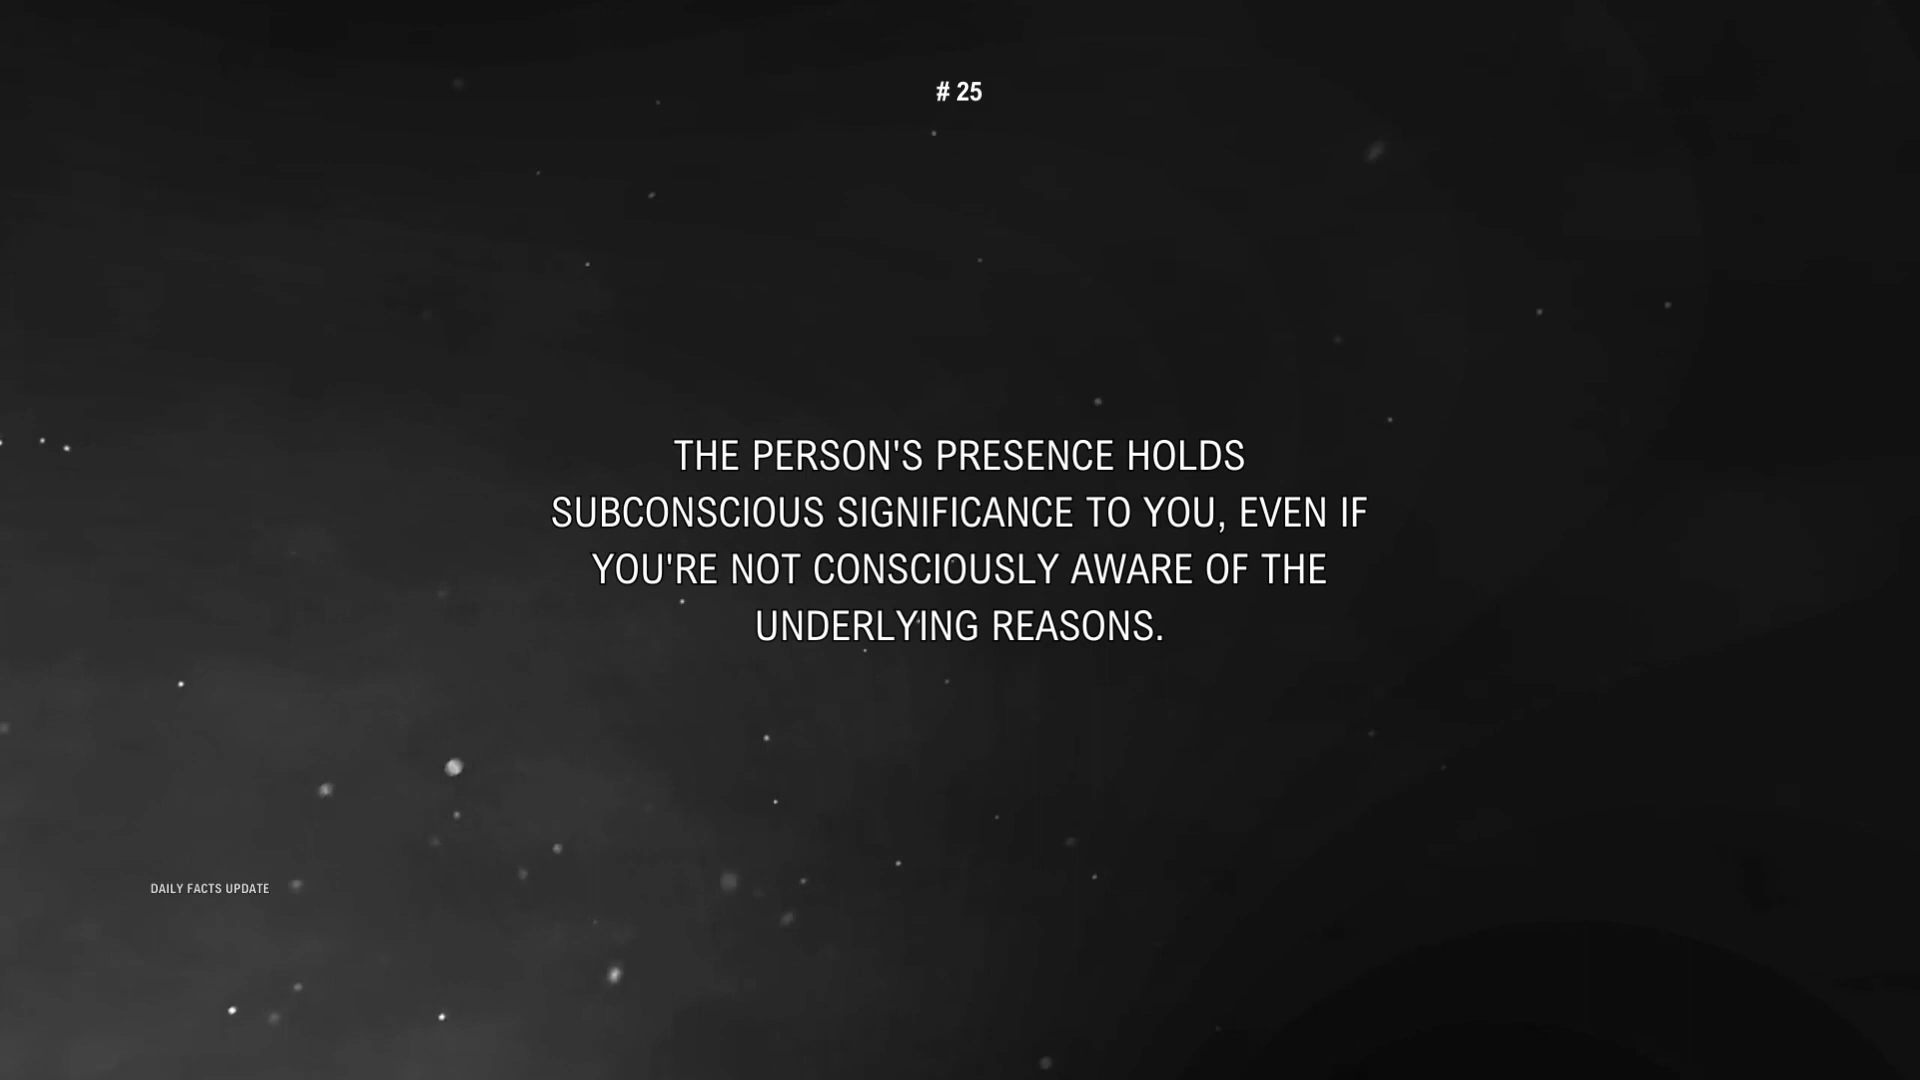 # 25
THE PERSON'S PRESENCE HOLDS
SUBCONSCIOUS SIGNIFICANCE TO YOU, EVEN IF
YOU'RE NOT CONSCIOUSLY AWARE OF THE
UNDERLYING REASONS.
DAILY FACTS UPDATE